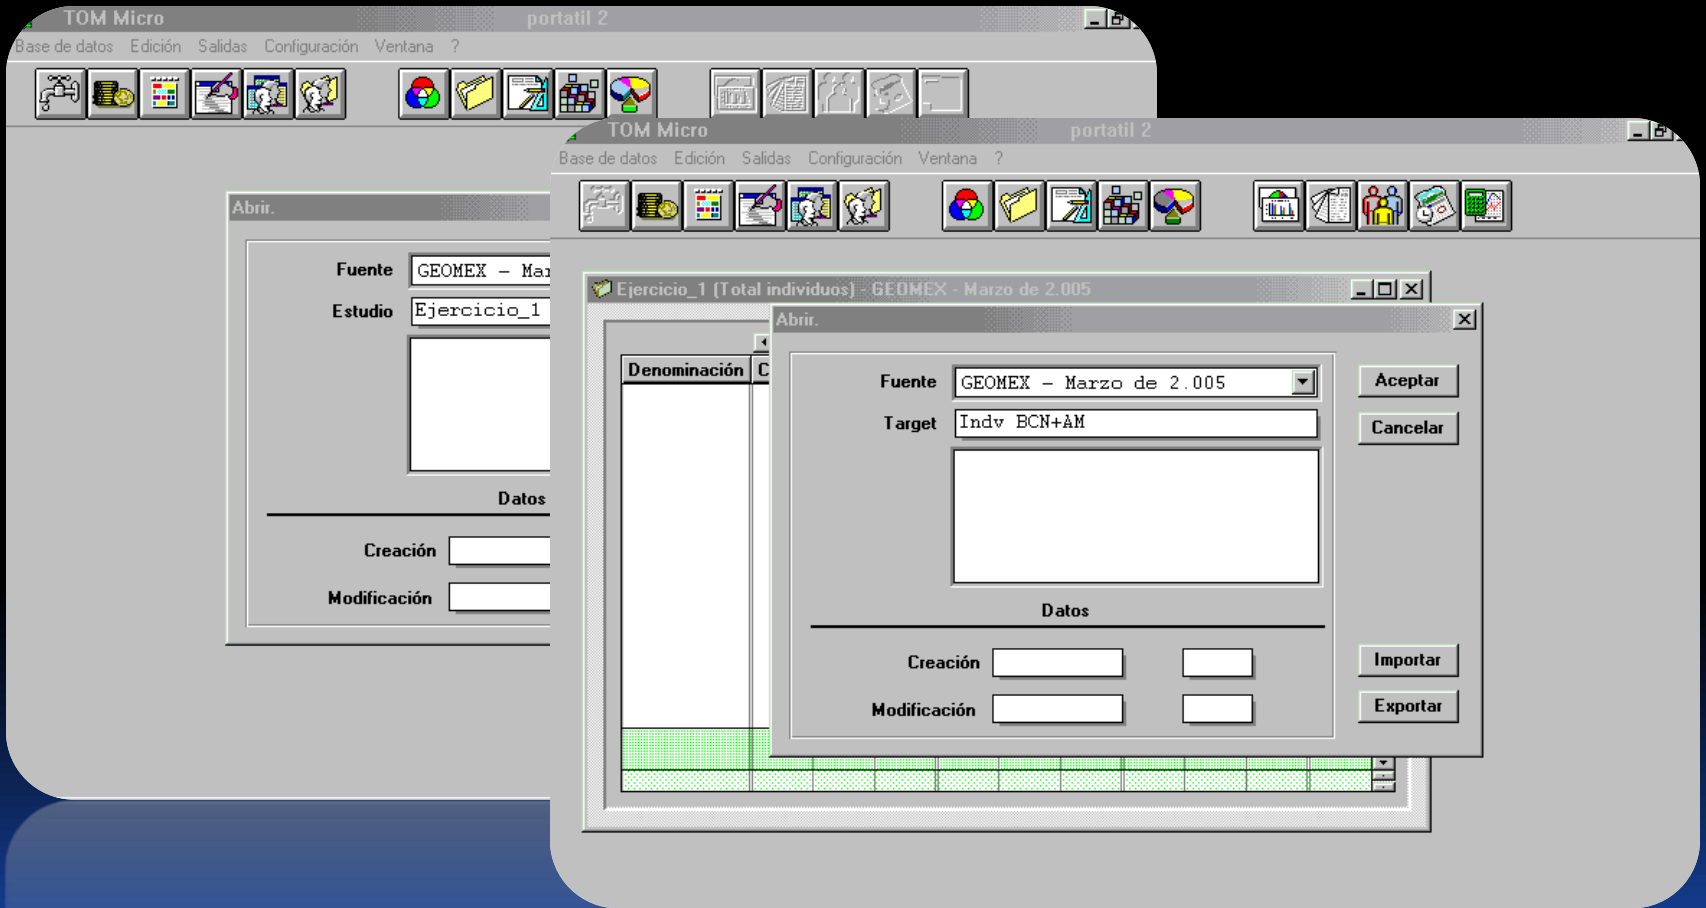 TOM Micro portatil 2
Base de datos Edición Salidas Configuración Ventana ?
Abrir.
Fuente GEOMEX - Mar
Estudio Ejercicio_1
Datos
Creación
Modificación
TOM Micro portatil 2
Base de datos Edición Salidas Configuración Ventana ?
Ejercicio_1 (Total individuos) - GEOMEX - Marzo de 2.005
Denominación C
Abrir.
Fuente GEOMEX - Marzo de 2.005 Aceptar
Target Indv BCN+AM Cancelar
Datos
Creación Importar
Modificación Exportar